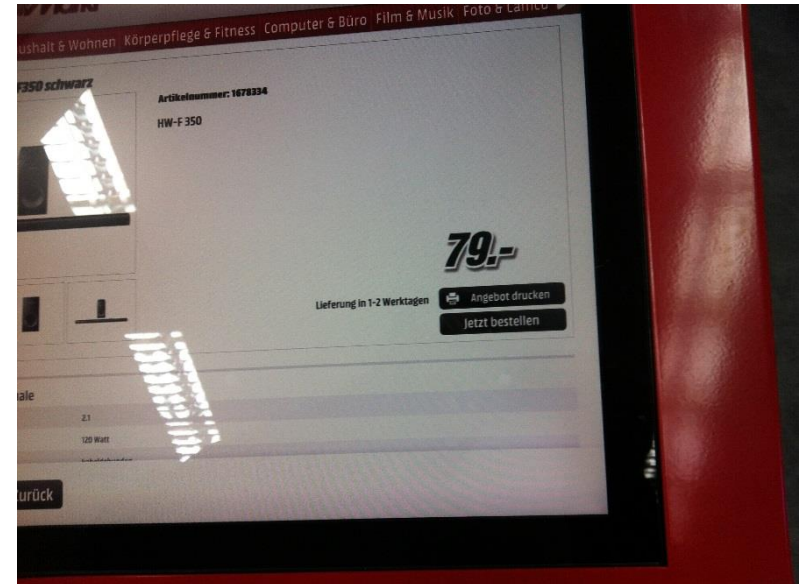 Markt
Haushalt & Wohnen Körperpflege & Fitness Computer & Büro Film & Musik Foto &
F350 schwarz
Artikelnummer: 1678334
HW-F 350
79.-
Lieferung in 1-2 Werktagen
Angebot drucken
Jetzt bestellen
2.1
120 Watt
Zurück